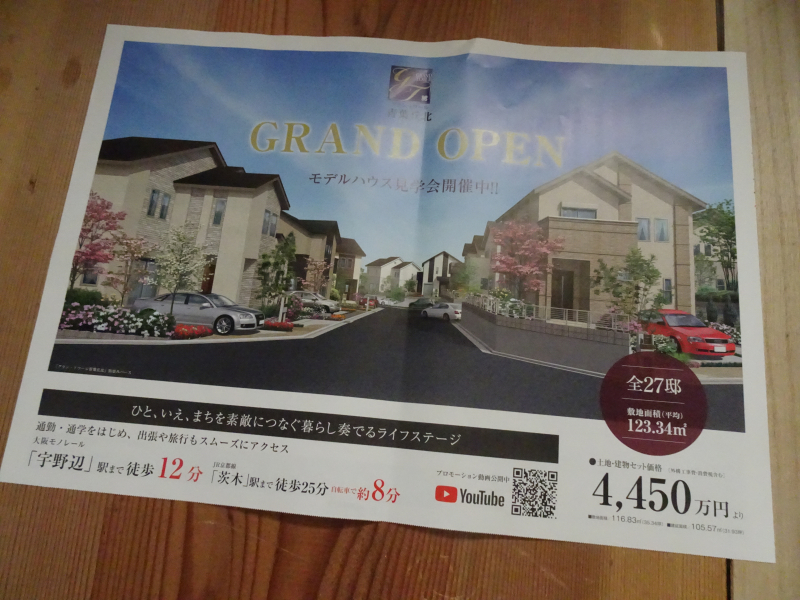 GRAND OPEN
モデルハウス見学会開催中!!
全27邸
敷地面積(平均)
123.34㎡
ひと、いえ、まちを素敵につなぐ暮らし奏でるライフステージ
通勤・通学をはじめ、出張や旅行もスムーズにアクセス
大阪モノレール
「宇野辺」駅まで徒歩12分
JR京都線
「茨木」駅まで徒歩25分 自転車で約8分
プロモーション動画公開中
YouTube
●土地・建物セット価格
4,450万円より
116.83㎡
105.57㎡